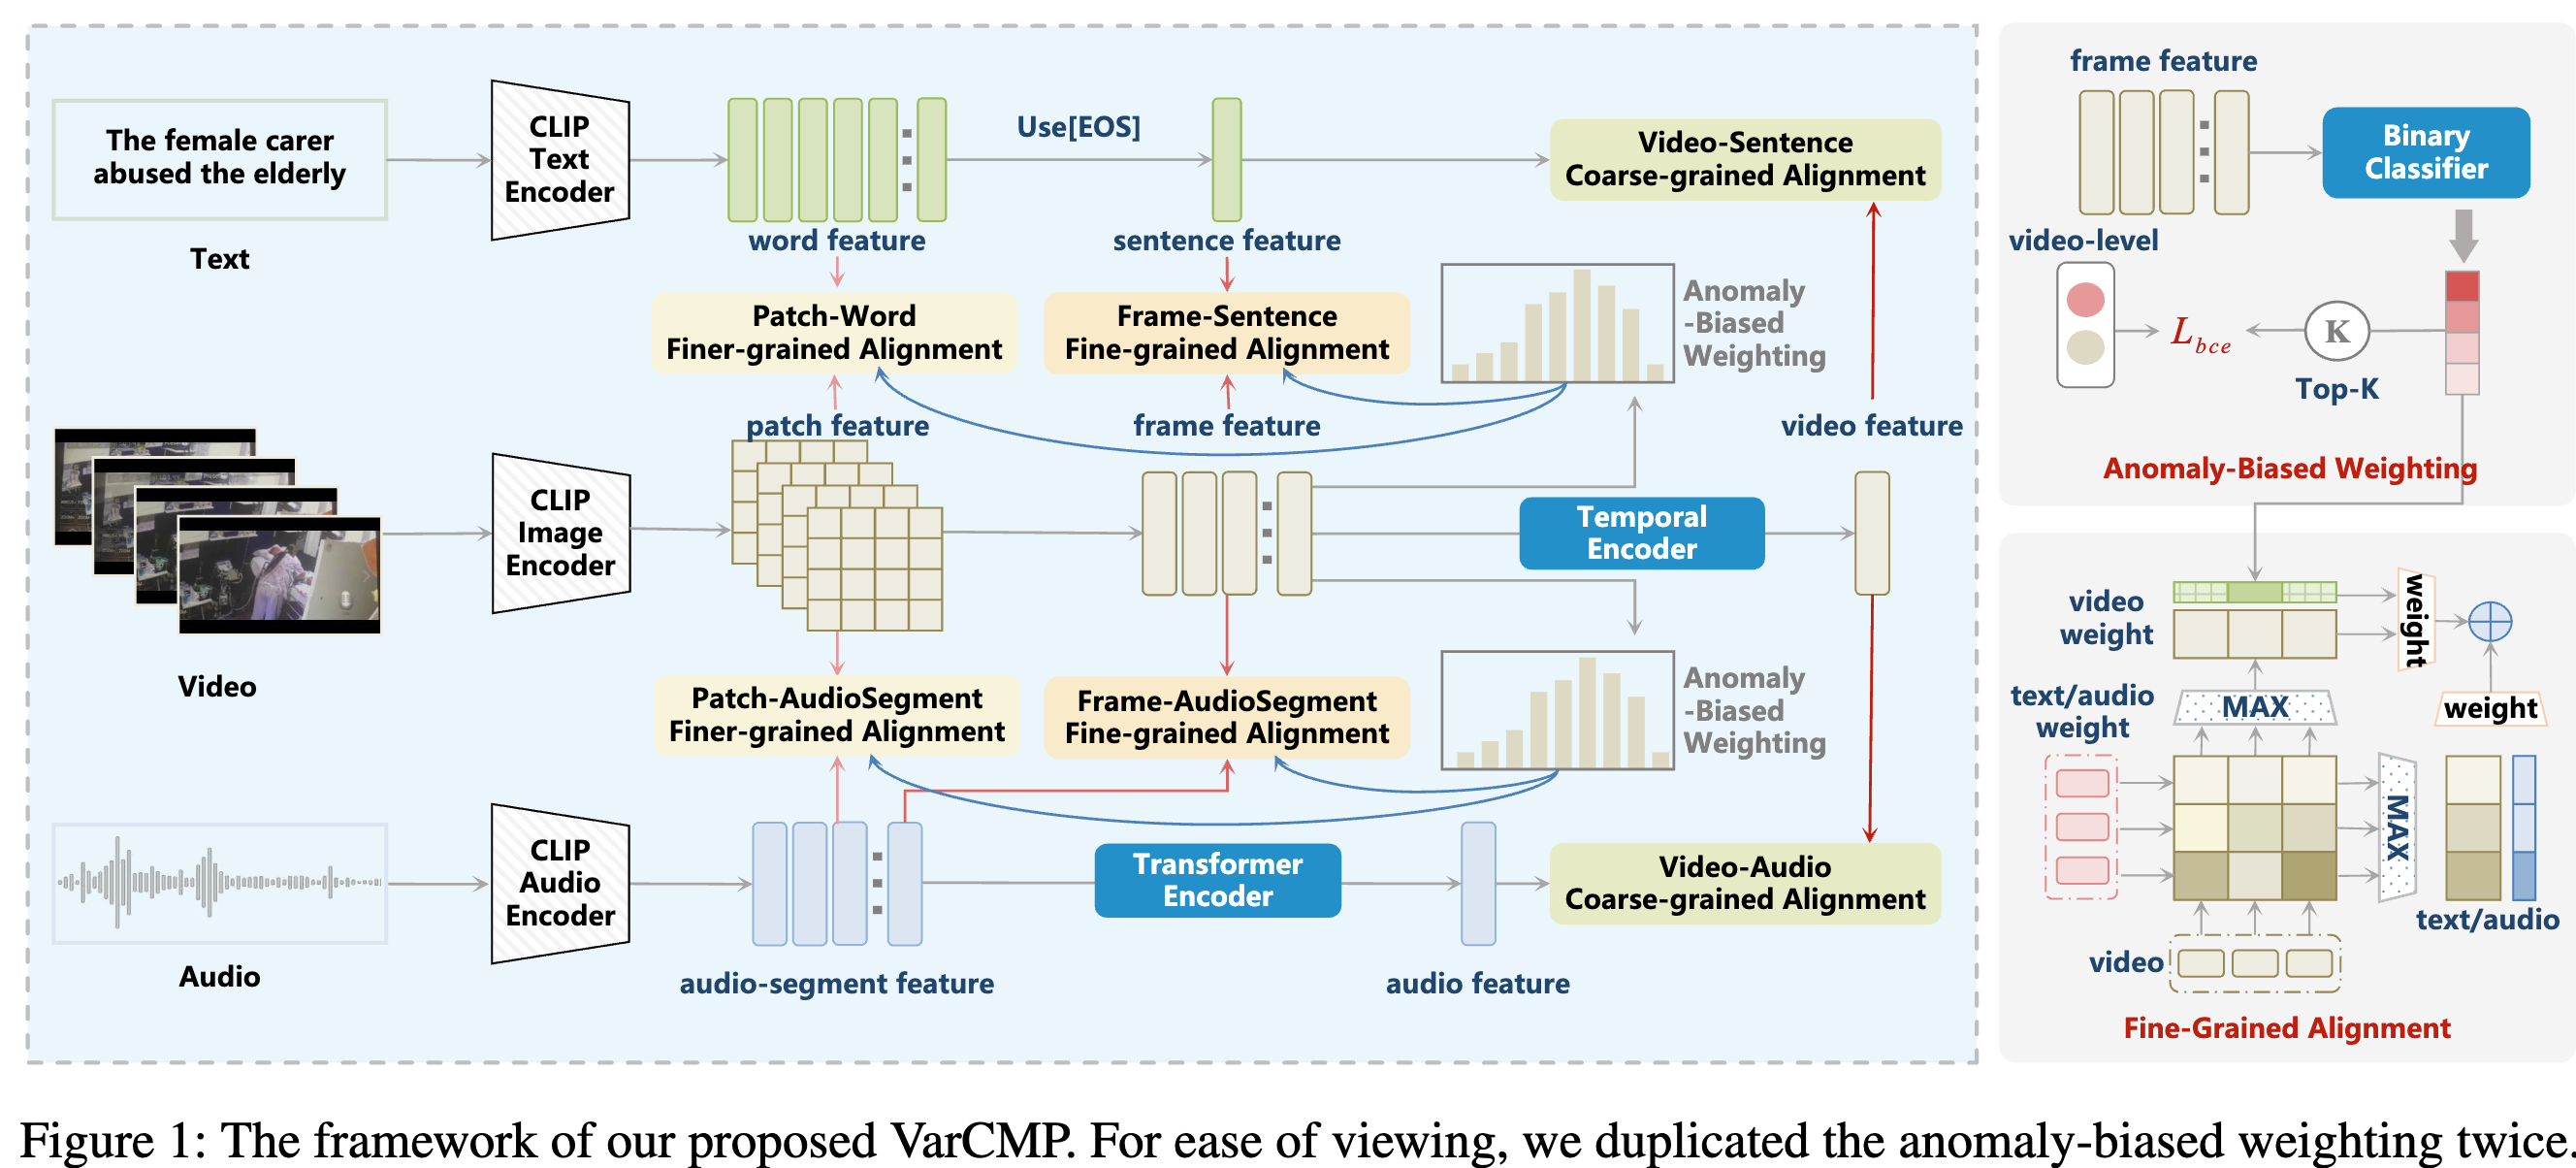 The female carer
abused the elderly
Text
CLIP
Text
Encoder
word feature
Use[EOS]
sentence feature
Video-Sentence
Coarse-grained Alignment
Patch-Word
Finer-grained Alignment
Frame-Sentence
Fine-grained Alignment
Anomaly
-Biased
Weighting
patch feature
frame feature
video feature
Video
CLIP
Image
Encoder
Temporal
Encoder
Patch-AudioSegment
Finer-grained Alignment
Frame-AudioSegment
Fine-grained Alignment
Anomaly
-Biased
Weighting
Audio
CLIP
Audio
Encoder
audio-segment feature
Transformer
Encoder
audio feature
Video-Audio
Coarse-grained Alignment
frame feature
Binary
Classifier
video-level
L_bce
K
Top-K
Anomaly-Biased Weighting
video
weight
weight
text/audio
weight
MAX
weight
MAX
text/audio
video
Fine-Grained Alignment
Figure 1: The framework of our proposed VarCMP. For ease of viewing, we duplicated the anomaly-biased weighting twice.